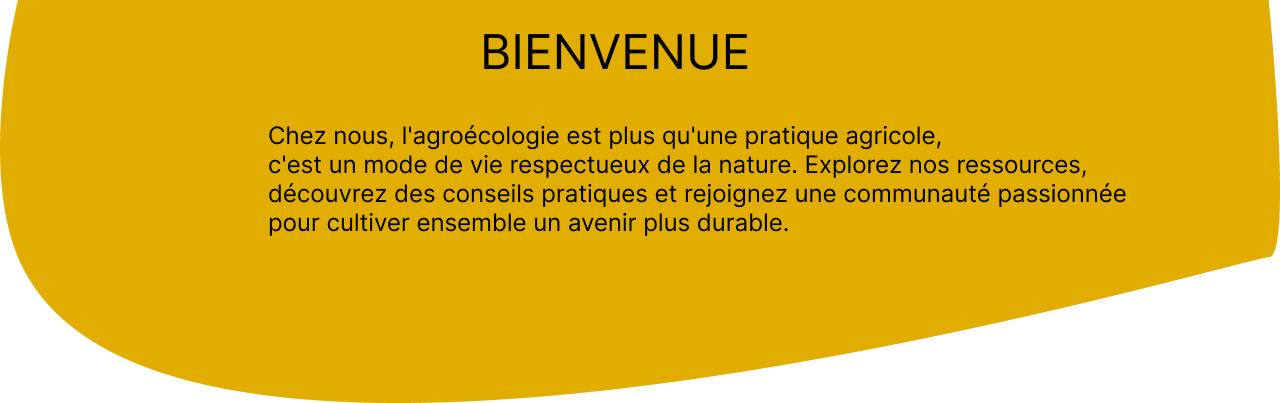 BIENVENUE
Chez nous, l'agroécologie est plus qu'une pratique agricole,
c'est un mode de vie respectueux de la nature. Explorez nos ressources,
découvrez des conseils pratiques et rejoignez une communauté passionnée
pour cultiver ensemble un avenir plus durable.